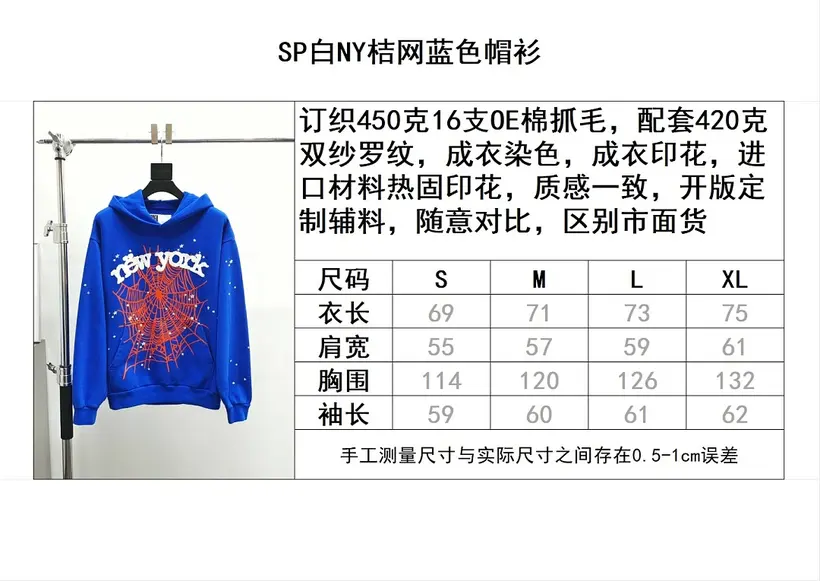 SP白NY桔网蓝色帽衫
订织450克16支OE棉抓毛，配套420克
双纱罗纹，成衣染色，成衣印花，进
口材料热固印花，质感一致，开版定
制辅料，随意对比，区别市面货
new york
尺码 S M L XL
衣长 69 71 73 75
肩宽 55 57 59 61
胸围 114 120 126 132
袖长 59 60 61 62
手工测量尺寸与实际尺寸之间存在0.5-1cm误差